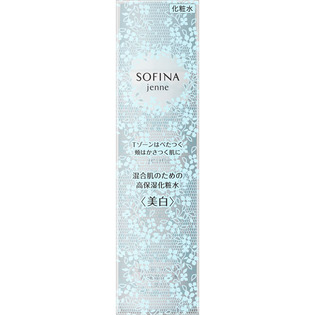 化粧水
SOFINA
jenne
Tゾーンはべたつく
頬はかさつく肌に
混合肌のための
高保湿化粧水
〈美白〉